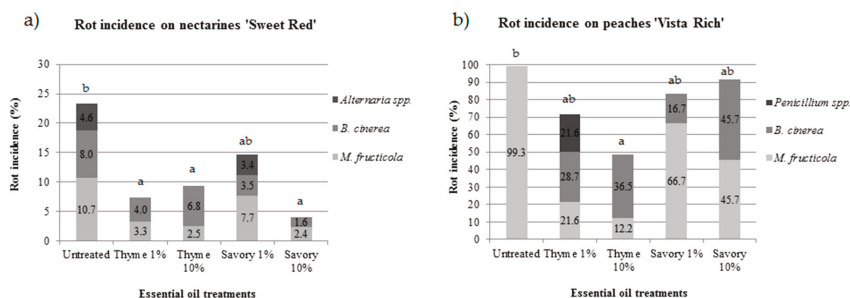 a)
Rot incidence on nectarines 'Sweet Red'
Rot incidence (%)
30
25
20
15
10
5
0
b
4.6
8.0
10.7
a
4.0
3.3
a
6.8
2.5
ab
3.4
3.5
7.7
a
1.6
2.4
Alternaria spp.
B. cinerea
M. fructicola
Untreated Thyme 1% Thyme Savory 1% Savory
10% 10%
Essential oil treatments
b)
Rot incidence on peaches 'Vista Rich'
Rot incidence (%)
100
90
80
70
60
50
40
30
20
10
0
b
99.3
ab
21.6
28.7
21.6
a
36.5
12.2
ab
16.7
66.7
ab
45.7
45.7
Penicillium spp.
B. cinerea
M. fructicola
Untreated Thyme 1% Thyme Savory 1% Savory
10% 10%
Essential oil treatments